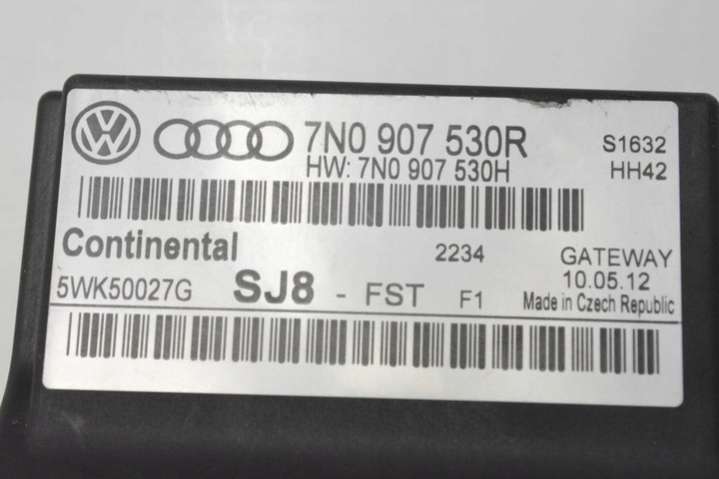 7N0 907 530R S1632
HW: 7N0 907 530H HH42
Continental 2234 GATEWAY
5WK50027G SJ8 - FST F1 10.05.12
Made in Czech Republic